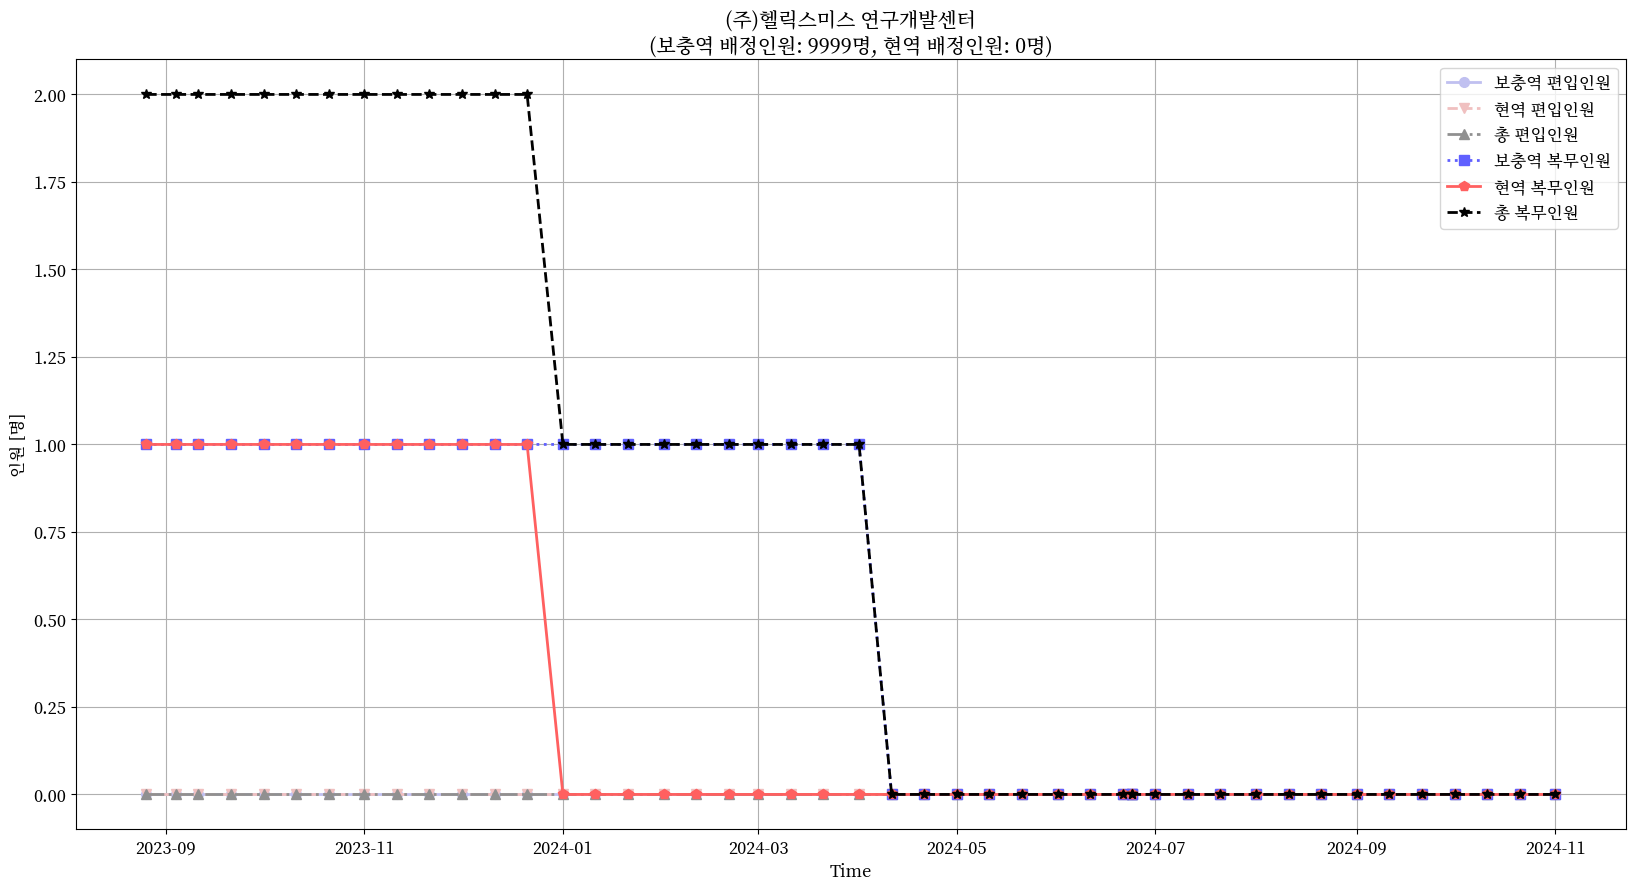 (주)헬릭스미스 연구개발센터
(보충역 배정인원: 9999명, 현역 배정인원: 0명)
보충역 편입인원
현역 편입인원
총 편입인원
보충역 복무인원
현역 복무인원
총 복무인원
인원 [명]
2.00
1.75
1.50
1.25
1.00
0.75
0.50
0.25
0.00
2023-09 2023-11 2024-01 2024-03 2024-05 2024-07 2024-09 2024-11
Time